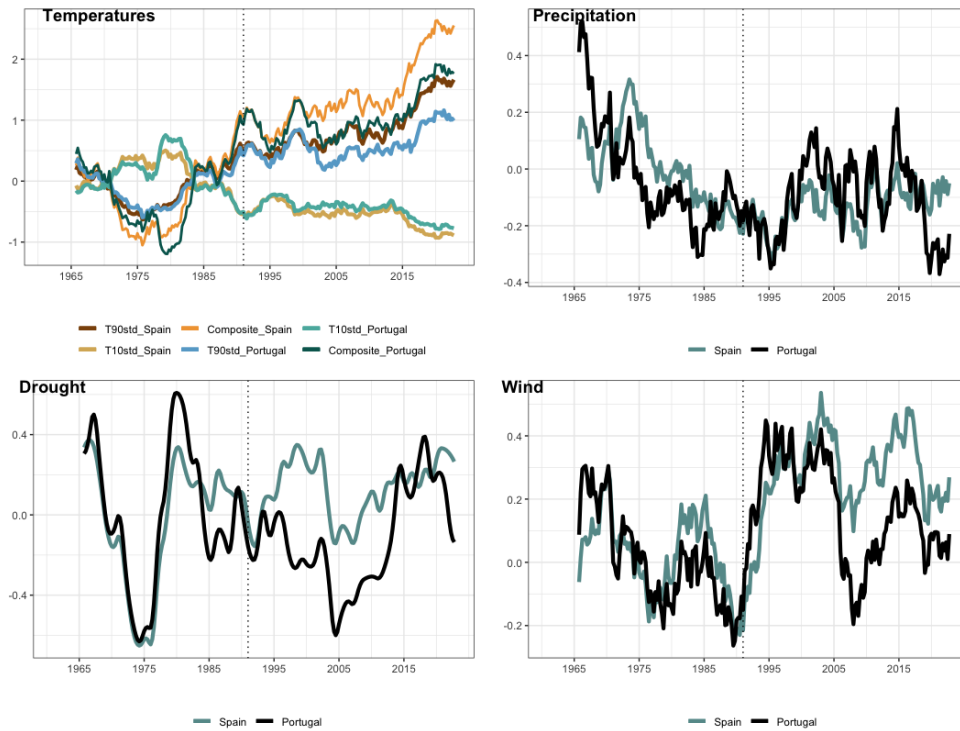 Temperatures
2
1
0
-1
1965 1975 1985 1995 2005 2015
T90std_Spain Composite_Spain T10std_Portugal
T10std_Spain T90std_Portugal Composite_Portugal
Precipitation
0.4
0.2
0.0
-0.2
-0.4
1965 1975 1985 1995 2005 2015
Spain Portugal
Drought
0.4
0.0
-0.4
1965 1975 1985 1995 2005 2015
Spain Portugal
Wind
0.4
0.2
0.0
-0.2
1965 1975 1985 1995 2005 2015
Spain Portugal